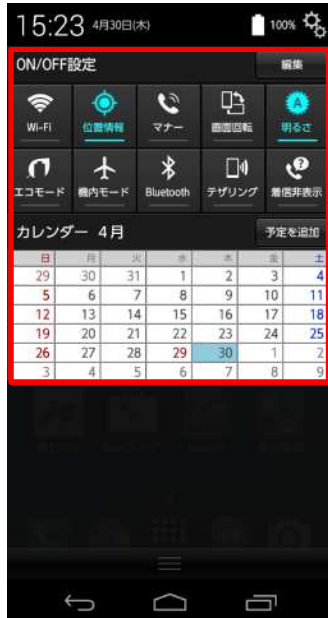 15:23 4月30日(木) 100%
ON/OFF設定 編集
Wi-Fi 位置情報 マナー 画面回転 明るさ
エコモード 機内モード Bluetooth テザリング 着信非表示
カレンダー 4月 予定を追加
日 月 火 水 木 金 土
29 30 31 1 2 3 4
5 6 7 8 9 10 11
12 13 14 15 16 17 18
19 20 21 22 23 24 25
26 27 28 29 30 1 2
3 4 5 6 7 8 9